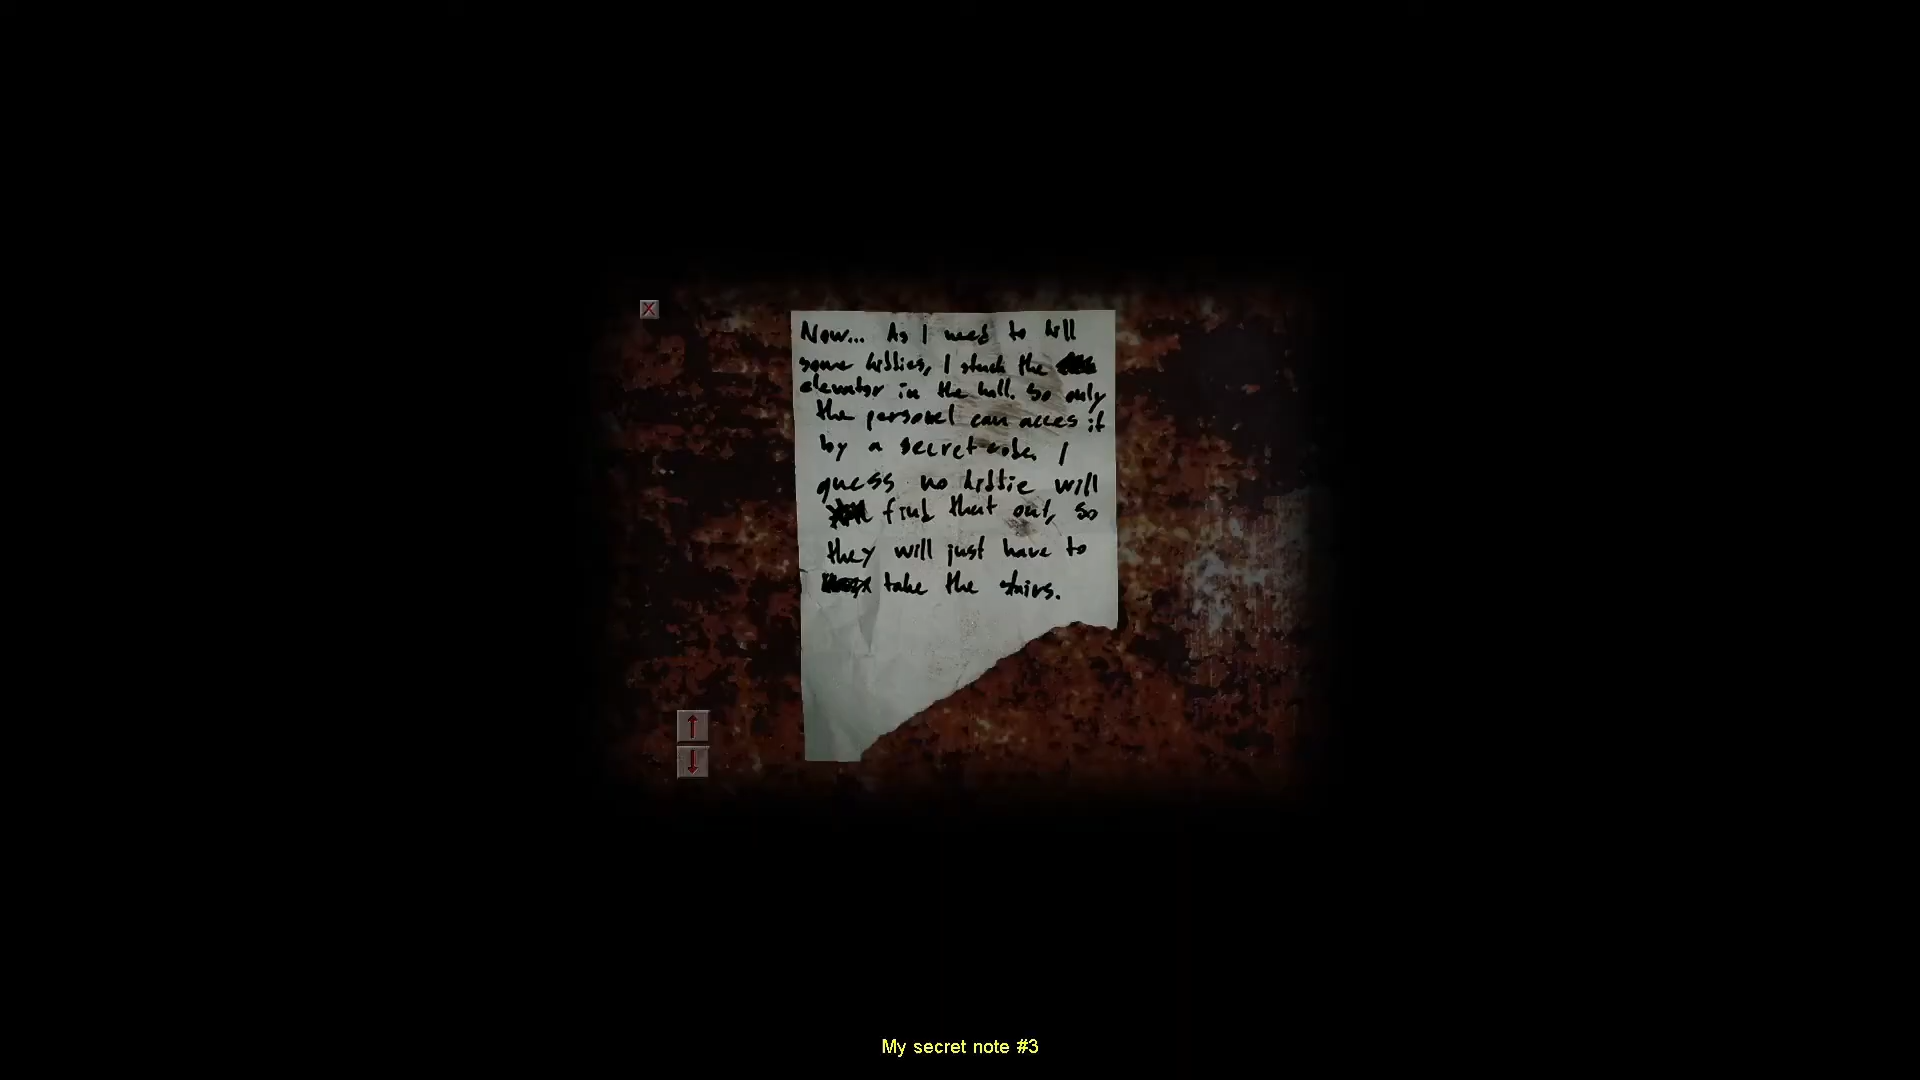 Now... As I need to kill
some kiddies, I stuck the
elevator in the hall. So only
the personel can acces it
by a secret code. I
guess no kiddie will
find that out, so
they will just have to
take the stairs.
My secret note #3